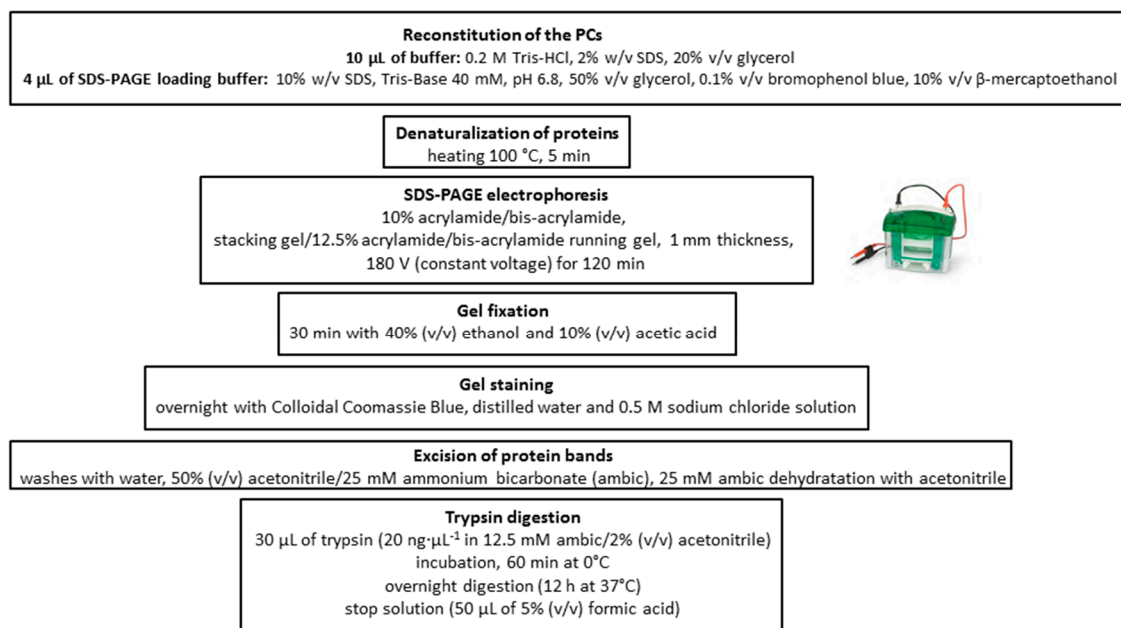 Reconstitution of the PCs
10 µL of buffer: 0.2 M Tris-HCl, 2% w/v SDS, 20% v/v glycerol
4 µL of SDS-PAGE loading buffer: 10% w/v SDS, Tris-Base 40 mM, pH 6.8, 50% v/v glycerol, 0.1% v/v bromophenol blue, 10% v/v β-mercaptoethanol
Denaturalization of proteins
heating 100 °C, 5 min
SDS-PAGE electrophoresis
10% acrylamide/bis-acrylamide,
stacking gel/12.5% acrylamide/bis-acrylamide running gel, 1 mm thickness,
180 V (constant voltage) for 120 min
Gel fixation
30 min with 40% (v/v) ethanol and 10% (v/v) acetic acid
Gel staining
overnight with Colloidal Coomassie Blue, distilled water and 0.5 M sodium chloride solution
Excision of protein bands
washes with water, 50% (v/v) acetonitrile/25 mM ammonium bicarbonate (ambic), 25 mM ambic dehydratation with acetonitrile
Trypsin digestion
30 µL of trypsin (20 ng·µL⁻¹ in 12.5 mM ambic/2% (v/v) acetonitrile)
incubation, 60 min at 0°C
overnight digestion (12 h at 37°C)
stop solution (50 µL of 5% (v/v) formic acid)